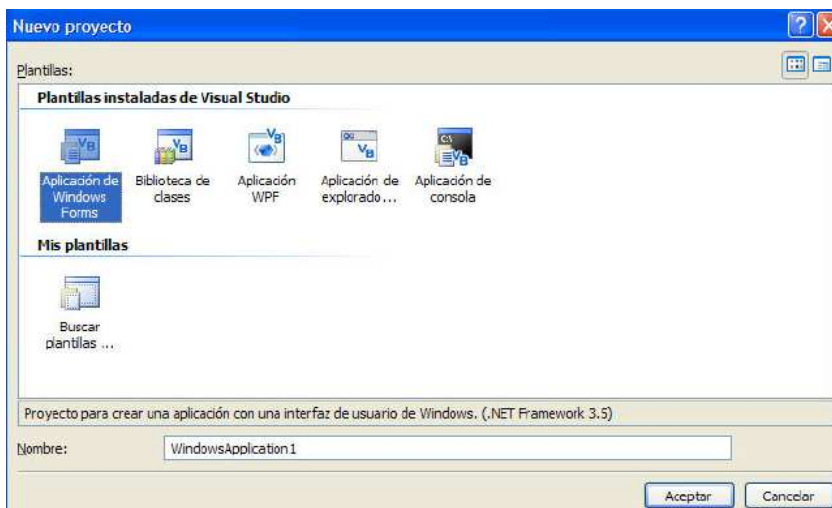 Nuevo proyecto
Plantillas:
Plantillas instaladas de Visual Studio
Aplicación de Windows Forms
Biblioteca de clases
Aplicación WPF
Aplicación de explorado...
Aplicación de consola
Mis plantillas
Buscar plantillas ...
Proyecto para crear una aplicación con una interfaz de usuario de Windows. (.NET Framework 3.5)
Nombre:
WindowsApplication1
Aceptar
Cancelar